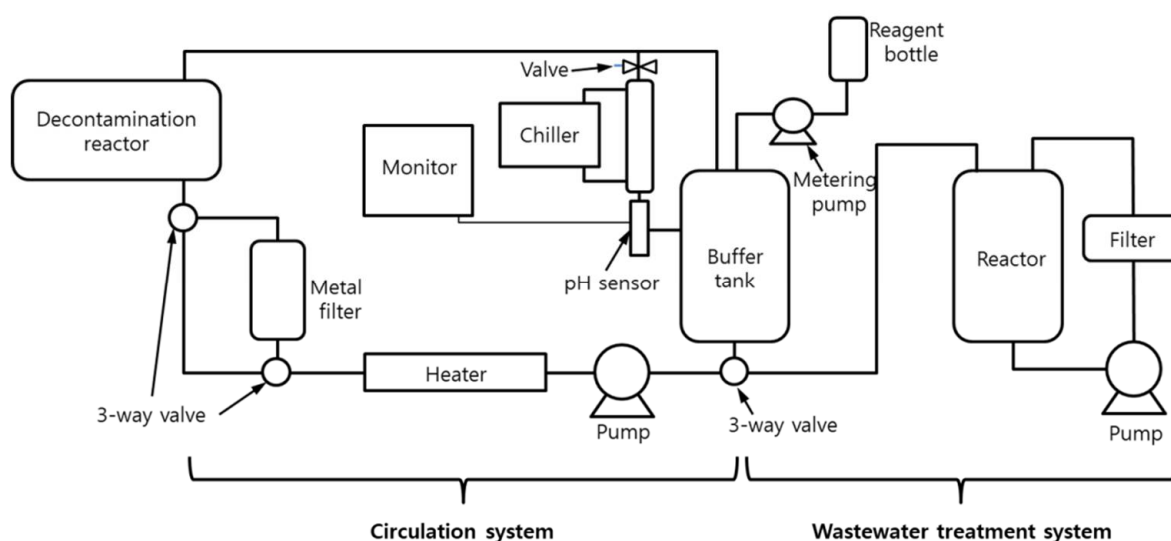 Reagent
bottle
Valve
Decontamination
reactor
Chiller
Monitor
Metering
pump
Filter
Buffer
tank
Reactor
pH sensor
Metal
filter
Heater
3-way valve
Pump
3-way valve
Pump
Circulation system
Wastewater treatment system